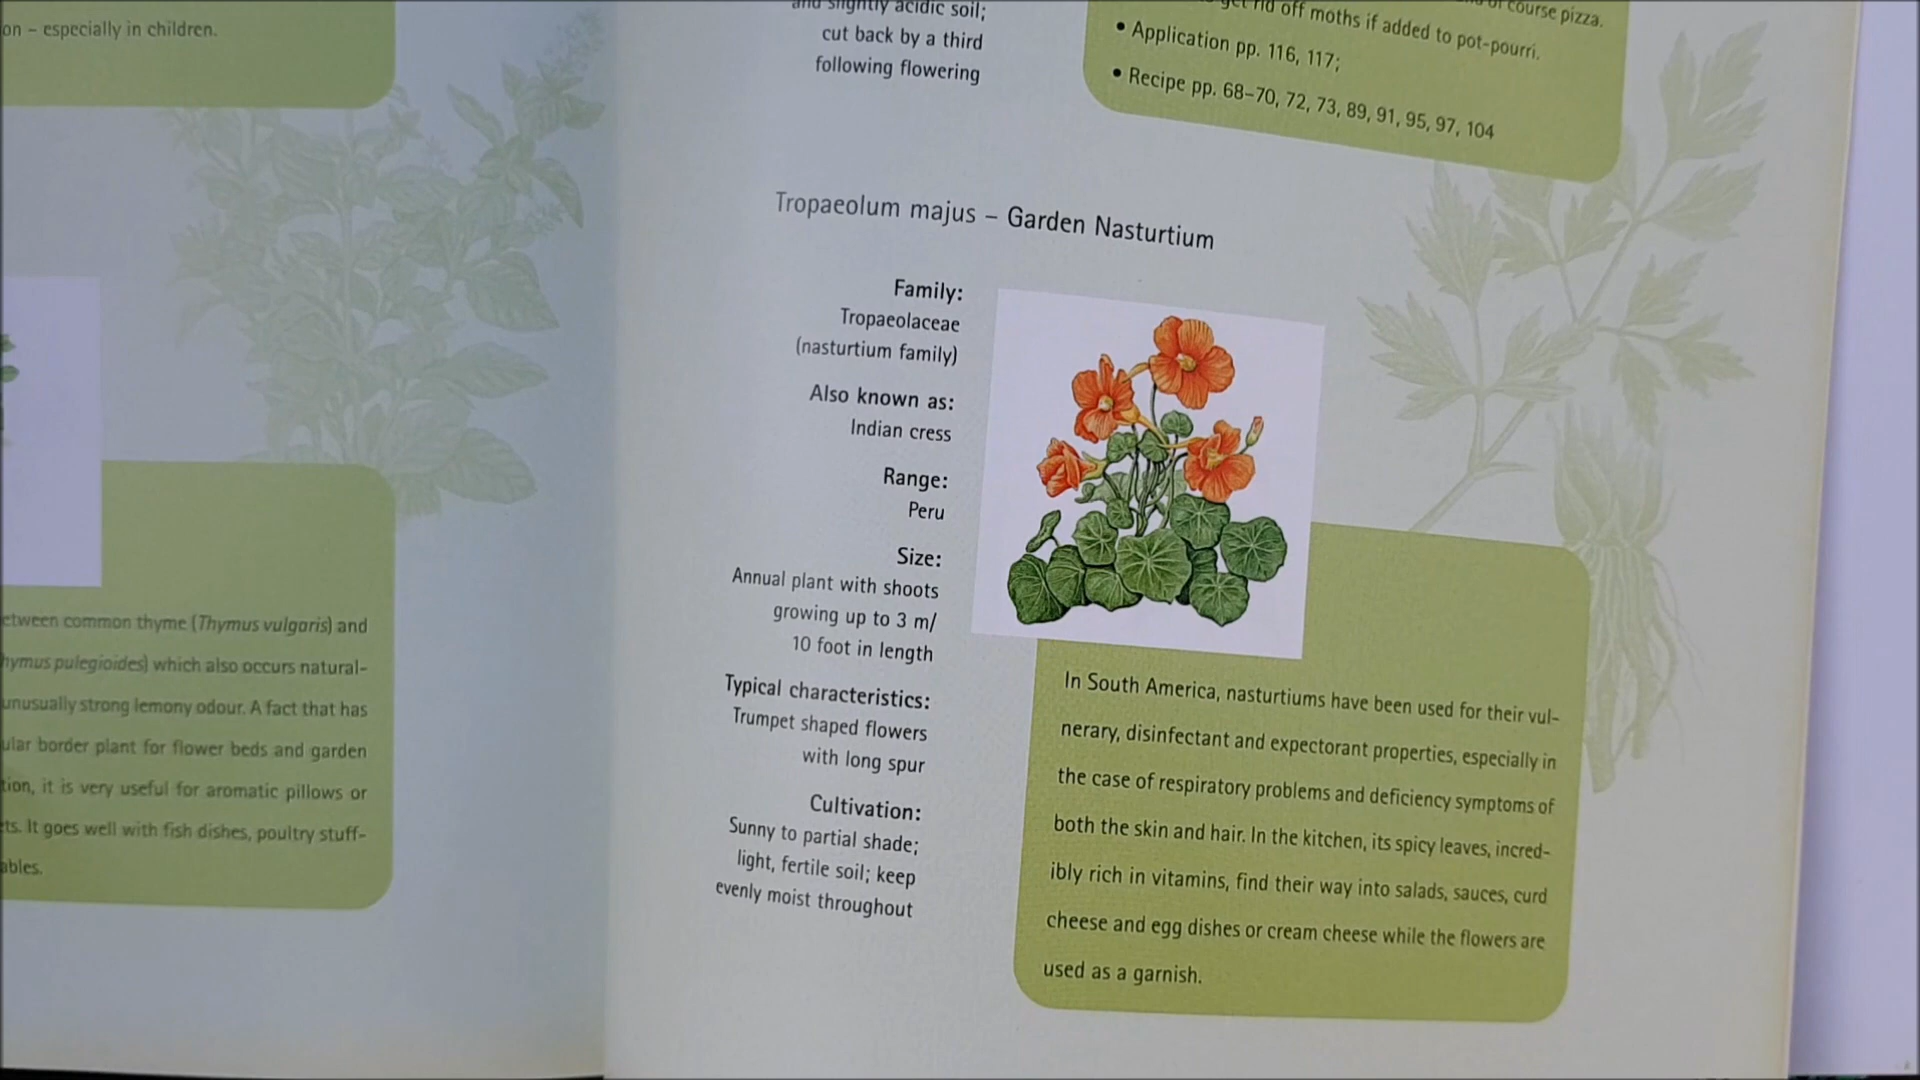 on – especially in children.
etween common thyme (Thymus vulgaris) and
hymus pulegioides) which also occurs natural-
unusually strong lemony odour. A fact that has
ular border plant for flower beds and garden
tion, it is very useful for aromatic pillows or
ts. It goes well with fish dishes, poultry stuff-
ables.
and slightly acidic soil;
cut back by a third
following flowering
of course pizza.
get rid off moths if added to pot-pourri.
• Application pp. 116, 117;
• Recipe pp. 68–70, 72, 73, 89, 91, 95, 97, 104
Tropaeolum majus – Garden Nasturtium
Family:
Tropaeolaceae
(nasturtium family)
Also known as:
Indian cress
Range:
Peru
Size:
Annual plant with shoots
growing up to 3 m/
10 foot in length
Typical characteristics:
Trumpet shaped flowers
with long spur
Cultivation:
Sunny to partial shade;
light, fertile soil; keep
evenly moist throughout
In South America, nasturtiums have been used for their vul-
nerary, disinfectant and expectorant properties, especially in
the case of respiratory problems and deficiency symptoms of
both the skin and hair. In the kitchen, its spicy leaves, incred-
ibly rich in vitamins, find their way into salads, sauces, curd
cheese and egg dishes or cream cheese while the flowers are
used as a garnish.